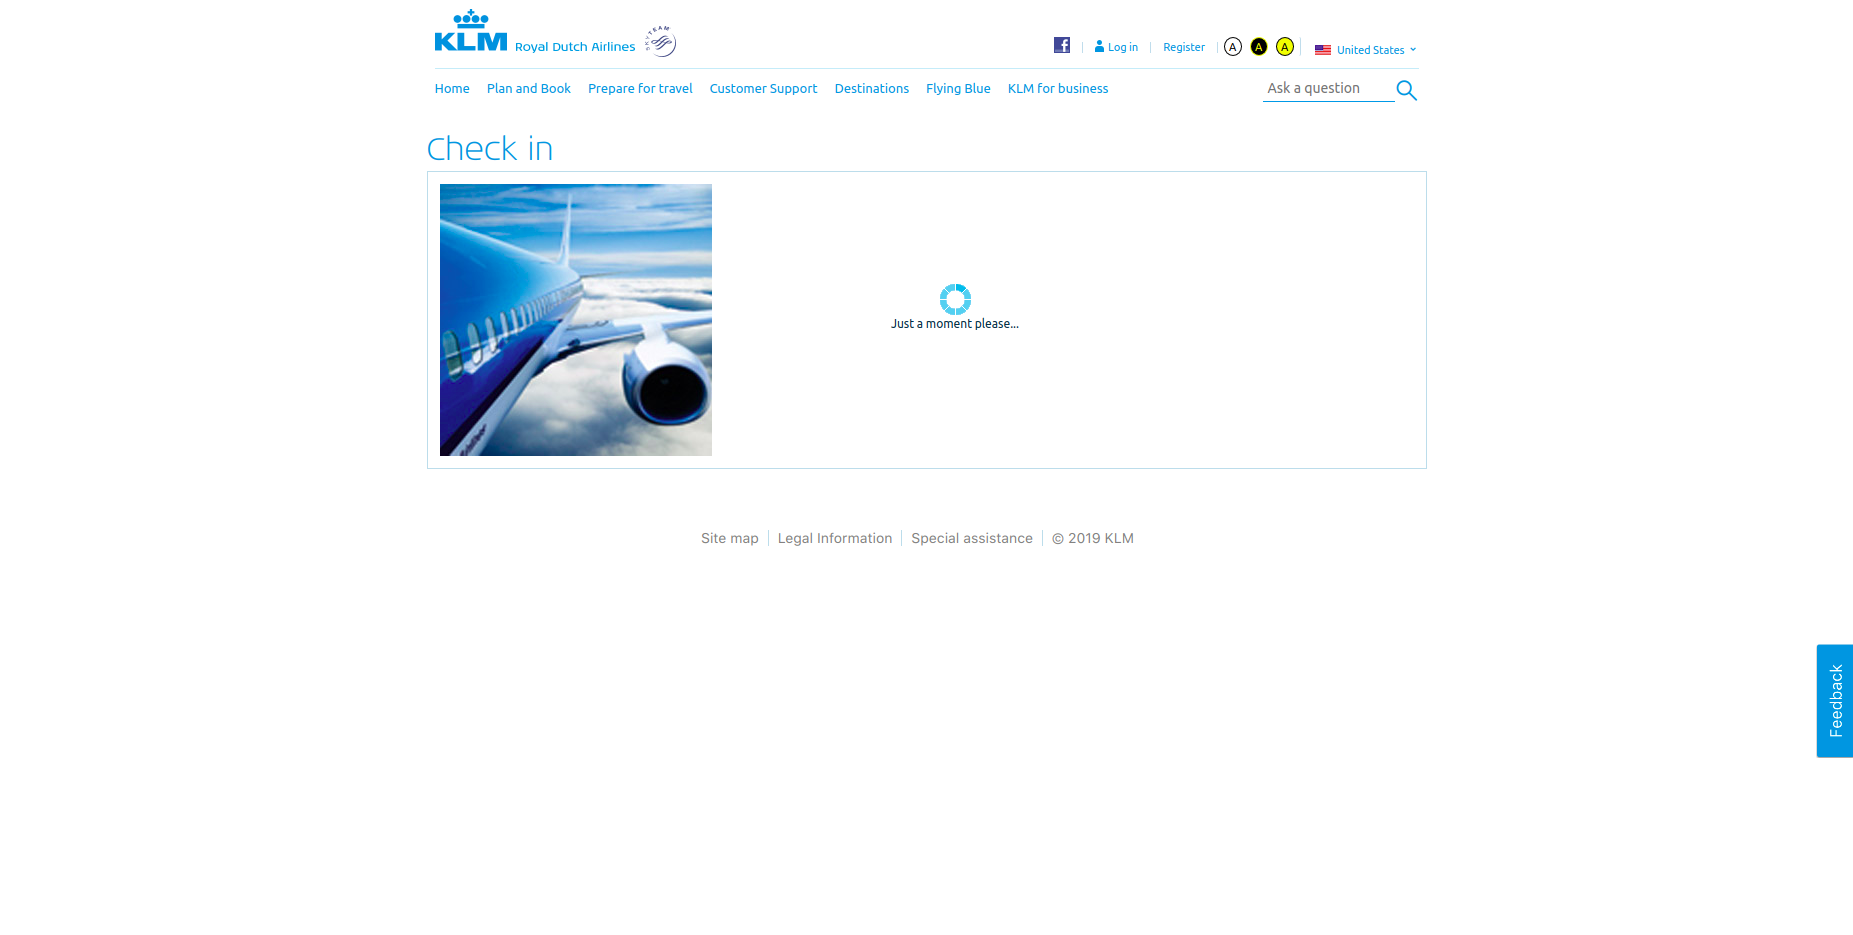 KLM Royal Dutch Airlines SKYTEAM
Log in Register A A A United States
Home Plan and Book Prepare for travel Customer Support Destinations Flying Blue KLM for business Ask a question
Check in
Just a moment please...
Site map Legal Information Special assistance © 2019 KLM
Feedback